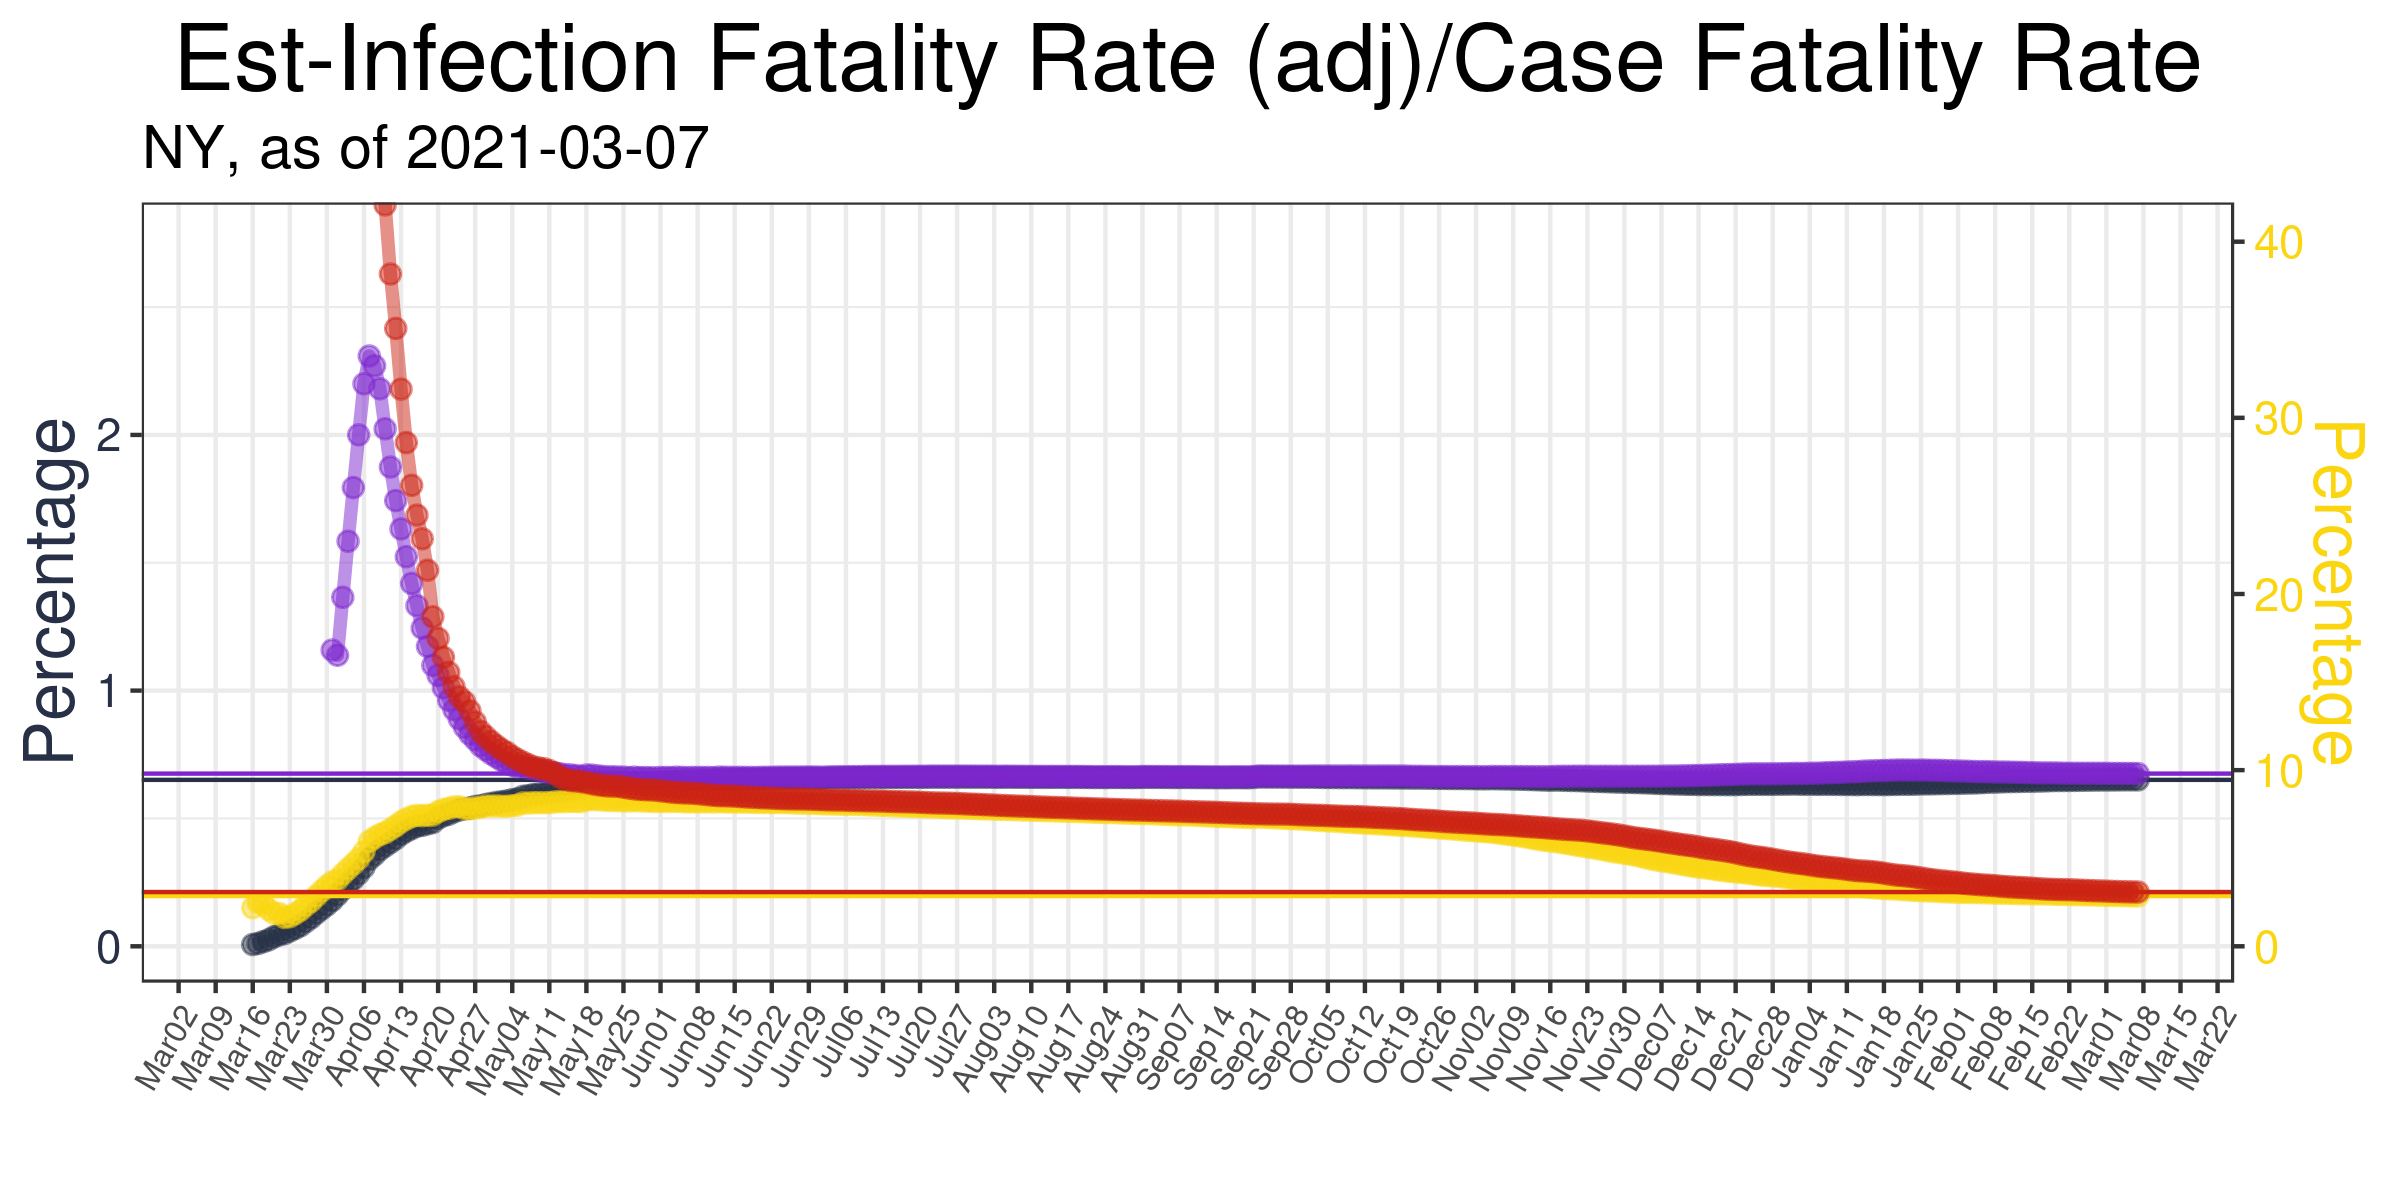 Est-Infection Fatality Rate (adj)/Case Fatality Rate
NY, as of 2021-03-07
Percentage
2
1
0
40
30
20
10
0
Percentage
Mar02
Mar09
Mar16
Mar23
Mar30
Apr06
Apr13
Apr20
Apr27
May04
May11
May18
May25
Jun01
Jun08
Jun15
Jun22
Jun29
Jul06
Jul13
Jul20
Jul27
Aug03
Aug10
Aug17
Aug24
Aug31
Sep07
Sep14
Sep21
Sep28
Oct05
Oct12
Oct19
Oct26
Nov02
Nov09
Nov16
Nov23
Nov30
Dec07
Dec14
Dec21
Dec28
Dec04
Jan11
Jan18
Jan25
Feb01
Feb08
Feb15
Feb22
Mar01
Mar08
Mar15
Mar22